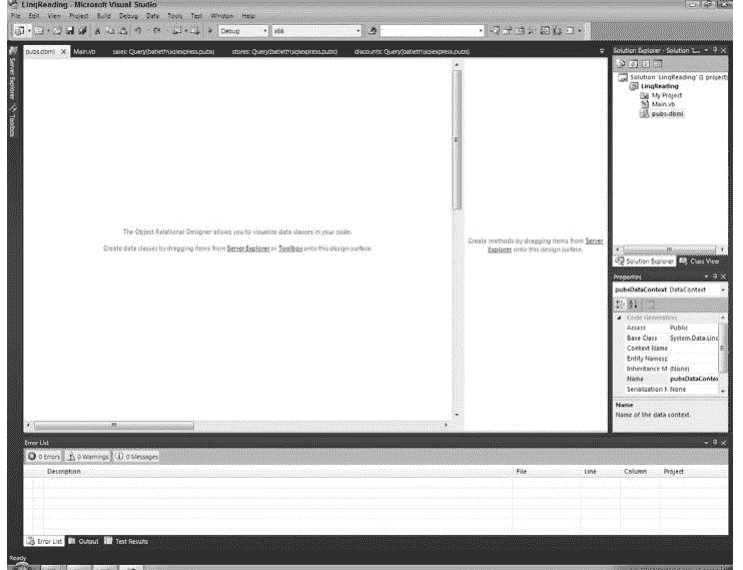 LinqReading - Microsoft Visual Studio
File Edit View Project Build Debug Data Tools Test Window Help
Debug x86
pubs.dbml X Main.vb sales: Query(batieth\sqlexpress.pubs) stores: Query(batieth\sqlexpress.pubs) discounts: Query(batieth\sqlexpress.pubs)
Server Explorer
Toolbox
The Object Relational Designer allows you to visualize data classes in your code.
Create data classes by dragging items from Server Explorer or Toolbox onto this design surface.
Create methods by dragging items from Server
Explorer onto this design surface.
Solution Explorer - Solution 'L...
Solution 'LinqReading' (1 project)
LinqReading
My Project
Main.vb
pubs.dbml
Solution Explorer Class View
Properties
pubsDataContext DataContext
Code Generation
Access Public
Base Class System.Data.Linq
Context Name
Entity Namesp
Inheritance M (None)
Name pubsDataContex
Serialization M None
Name
Name of the data context.
Error List
0 Errors 0 Warnings 0 Messages
Description File Line Column Project
Error List Output Test Results
Ready